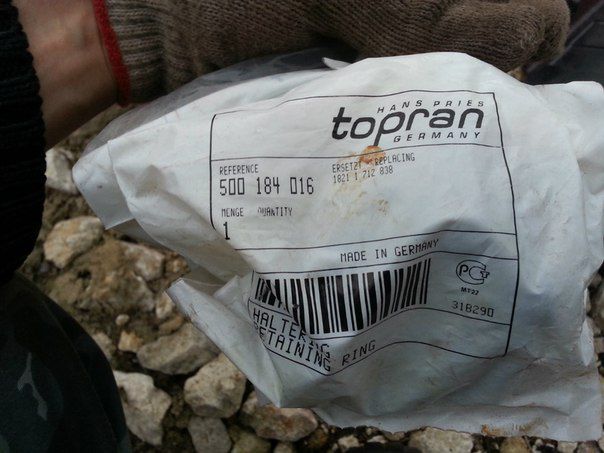 HANS PRIES
topran
GERMANY
REFERENCE
500 184 016
ERSETZT REPLACING
1821 1 712 838
MENGE QUANTITY
1
MADE IN GERMANY
PC
MT22
318290
HALTERING
RETAINING RING